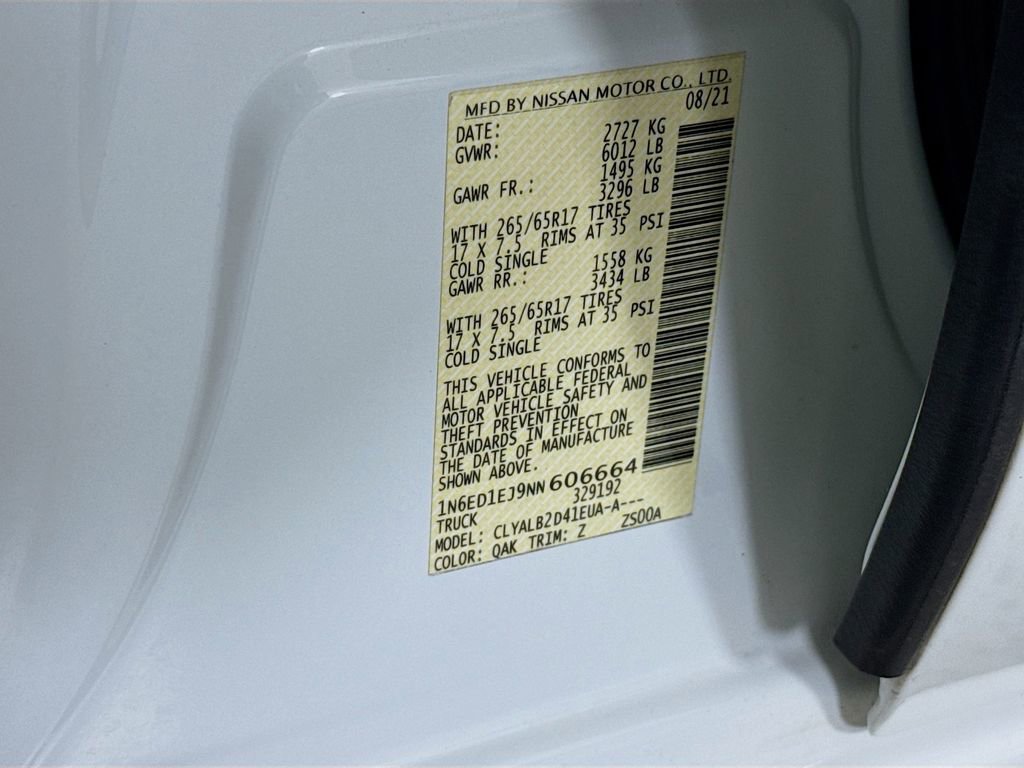 MFD BY NISSAN MOTOR CO., LTD.
DATE: 08/21
GVWR: 2727 KG
6012 LB
GAWR FR.: 1495 KG
3296 LB
WITH 265/65R17 TIRES
17 X 7.5 RIMS AT 35 PSI
COLD SINGLE
GAWR RR.: 1558 KG
3434 LB
WITH 265/65R17 TIRES
17 X 7.5 RIMS AT 35 PSI
COLD SINGLE
THIS VEHICLE CONFORMS TO
ALL APPLICABLE FEDERAL
MOTOR VEHICLE SAFETY AND
THEFT PREVENTION
STANDARDS IN EFFECT ON
THE DATE OF MANUFACTURE
SHOWN ABOVE.
1N6ED1EJ9NN606664
TRUCK 329192
MODEL: CLYALB2D41EUA-A---
COLOR: QAK TRIM: Z ZS00A